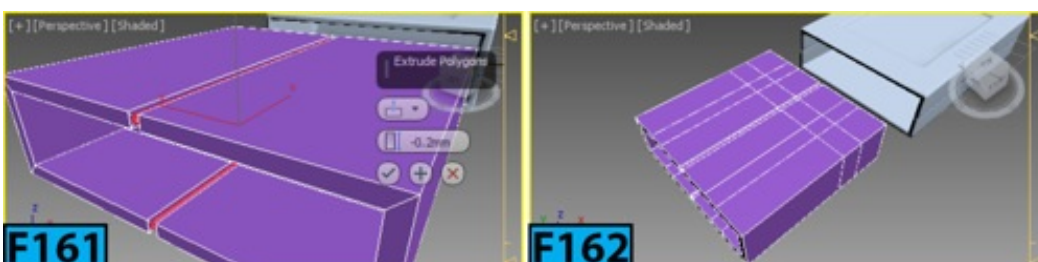 [+][Perspective][Shaded]
Extrude Polygons
-0.2mm
F161
[+][Perspective][Shaded]
F162